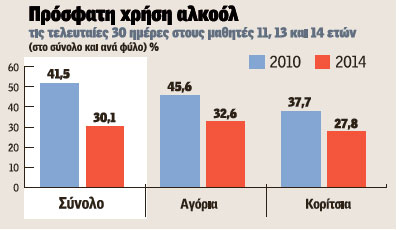 Πρόσφατη χρήση αλκοόλ
τις τελευταίες 30 ημέρες στους μαθητές 11, 13 και 14 ετών
(στο σύνολο και ανά φύλο) %
2010 2014
60
50
40
30
20
10
0
41,5 30,1 45,6 32,6 37,7 27,8
Σύνολο Αγόρια Κορίτσια